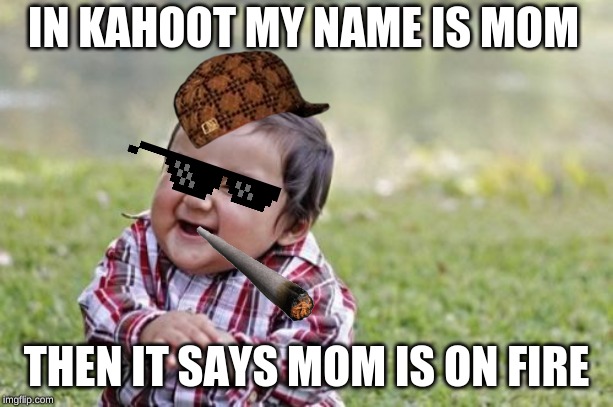 IN KAHOOT MY NAME IS MOM
THEN IT SAYS MOM IS ON FIRE
imgflip.com